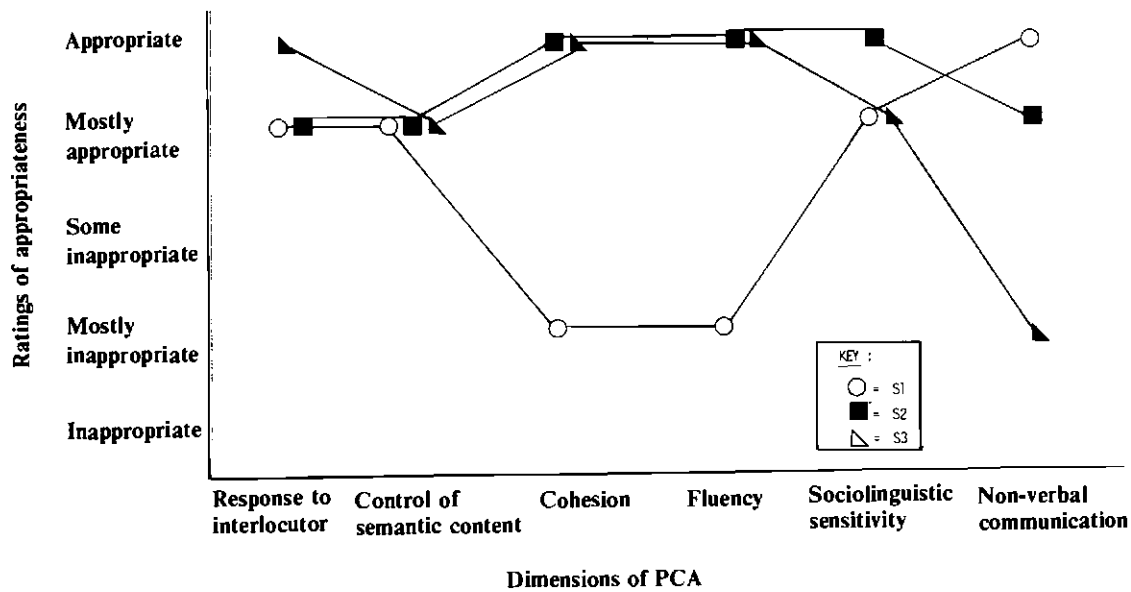 Ratings of appropriateness
Appropriate
Mostly
appropriate
Some
inappropriate
Mostly
inappropriate
Inappropriate
KEY :
= S1
= S2
= S3
Response to
interlocutor
Control of
semantic content
Cohesion
Fluency
Sociolinguistic
sensitivity
Non-verbal
communication
Dimensions of PCA